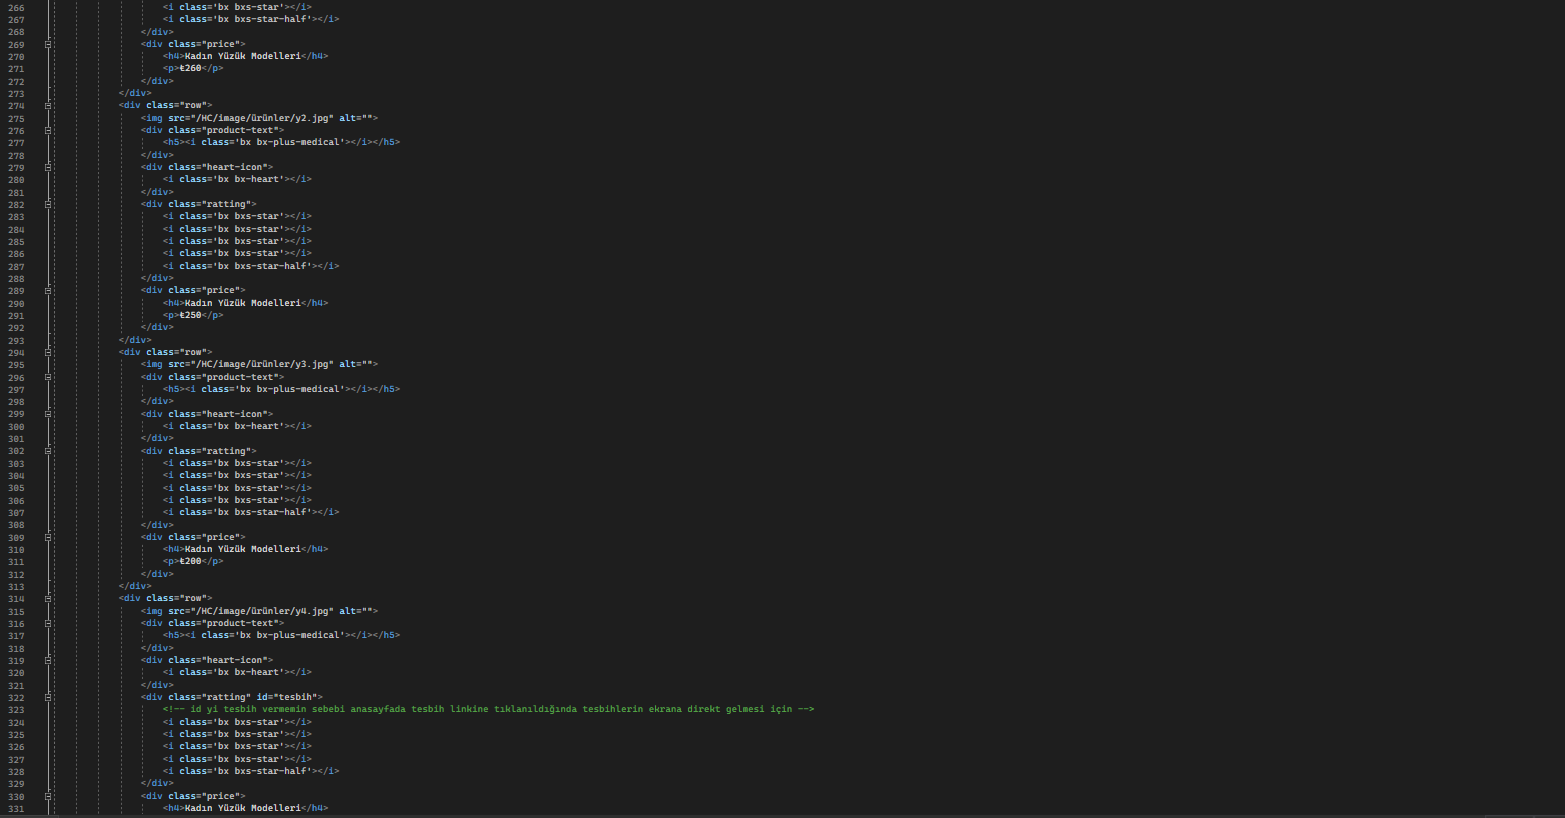 266 <i class='bx bxs-star'></i>
267 <i class='bx bxs-star-half'></i>
268 </div>
269 <div class="price">
270 <h4>Kadın Yüzük Modelleri</h4>
271 <p>₺260</p>
272 </div>
273 </div>
274 <div class="row">
275 <img src="/HC/image/ürünler/y2.jpg" alt="">
276 <div class="product-text">
277 <h5><i class='bx bx-plus-medical'></i></h5>
278 </div>
279 <div class="heart-icon">
280 <i class='bx bx-heart'></i>
281 </div>
282 <div class="ratting">
283 <i class='bx bxs-star'></i>
284 <i class='bx bxs-star'></i>
285 <i class='bx bxs-star'></i>
286 <i class='bx bxs-star'></i>
287 <i class='bx bxs-star-half'></i>
288 </div>
289 <div class="price">
290 <h4>Kadın Yüzük Modelleri</h4>
291 <p>₺250</p>
292 </div>
293 </div>
294 <div class="row">
295 <img src="/HC/image/ürünler/y3.jpg" alt="">
296 <div class="product-text">
297 <h5><i class='bx bx-plus-medical'></i></h5>
298 </div>
299 <div class="heart-icon">
300 <i class='bx bx-heart'></i>
301 </div>
302 <div class="ratting">
303 <i class='bx bxs-star'></i>
304 <i class='bx bxs-star'></i>
305 <i class='bx bxs-star'></i>
306 <i class='bx bxs-star'></i>
307 <i class='bx bxs-star-half'></i>
308 </div>
309 <div class="price">
310 <h4>Kadın Yüzük Modelleri</h4>
311 <p>₺200</p>
312 </div>
313 </div>
314 <div class="row">
315 <img src="/HC/image/ürünler/y4.jpg" alt="">
316 <div class="product-text">
317 <h5><i class='bx bx-plus-medical'></i></h5>
318 </div>
319 <div class="heart-icon">
320 <i class='bx bx-heart'></i>
321 </div>
322 <div class="ratting" id="tesbih">
323 <!-- id yi tesbih vermemin sebebi anasayfada tesbih linkine tıklanıldığında tesbihlerin ekrana direkt gelmesi için -->
324 <i class='bx bxs-star'></i>
325 <i class='bx bxs-star'></i>
326 <i class='bx bxs-star'></i>
327 <i class='bx bxs-star'></i>
328 <i class='bx bxs-star-half'></i>
329 </div>
330 <div class="price">
331 <h4>Kadın Yüzük Modelleri</h4>